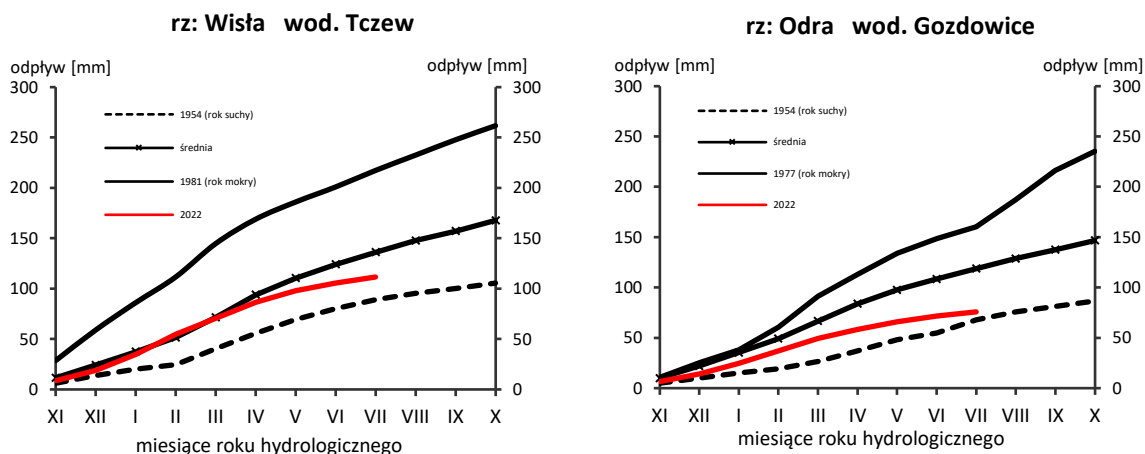 rz: Wisła wod. Tczew
odpływ [mm]
odpływ [mm]
300
250
200
150
100
50
0
300
250
200
150
100
50
0
1954 (rok suchy)
średnia
1981 (rok mokry)
2022
XI XII I II III IV V VI VII VIII IX X
miesiące roku hydrologicznego
rz: Odra wod. Gozdowice
odpływ [mm]
odpływ [mm]
300
250
200
150
100
50
0
300
250
200
150
100
50
0
1954 (rok suchy)
średnia
1977 (rok mokry)
2022
XI XII I II III IV V VI VII VIII IX X
miesiące roku hydrologicznego